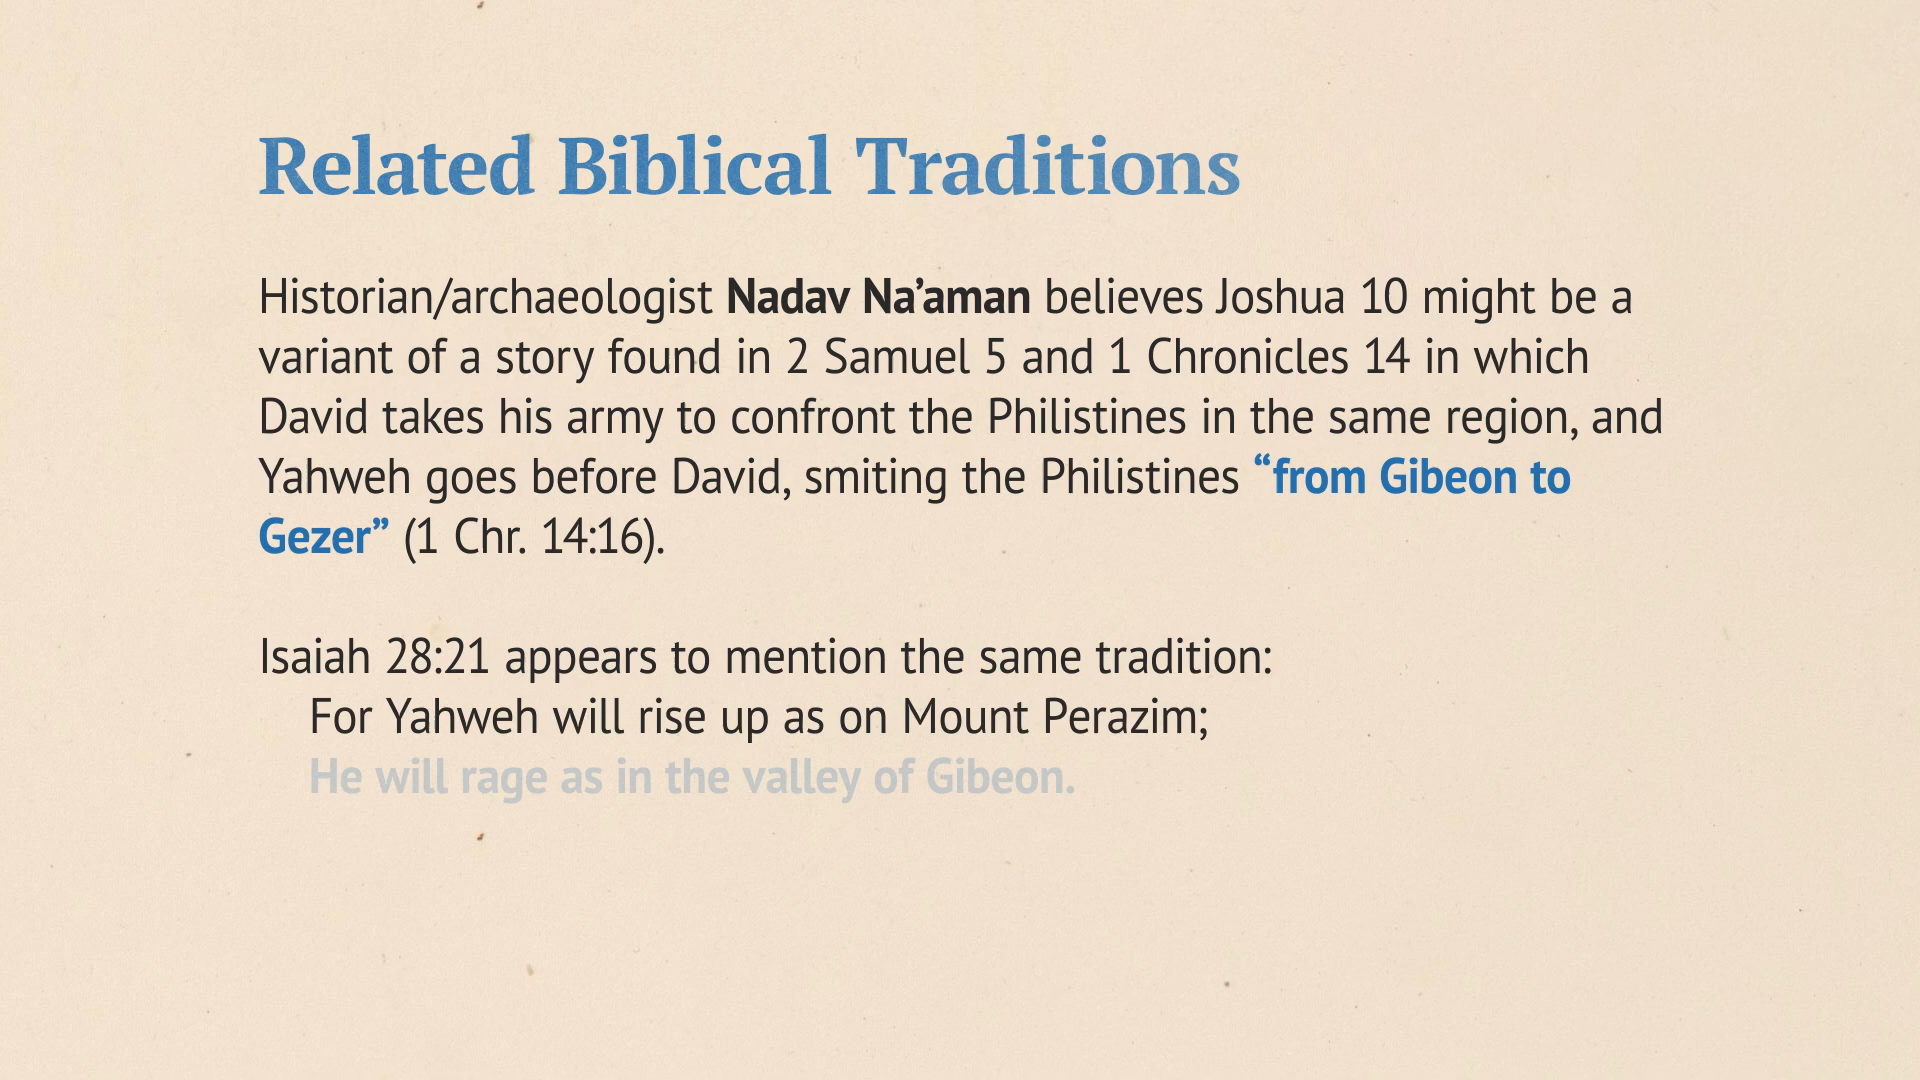 Related Biblical Traditions
Historian/archaeologist Nadav Na’aman believes Joshua 10 might be a
variant of a story found in 2 Samuel 5 and 1 Chronicles 14 in which
David takes his army to confront the Philistines in the same region, and
Yahweh goes before David, smiting the Philistines “from Gibeon to
Gezer” (1 Chr. 14:16).
Isaiah 28:21 appears to mention the same tradition:
For Yahweh will rise up as on Mount Perazim;
He will rage as in the valley of Gibeon.